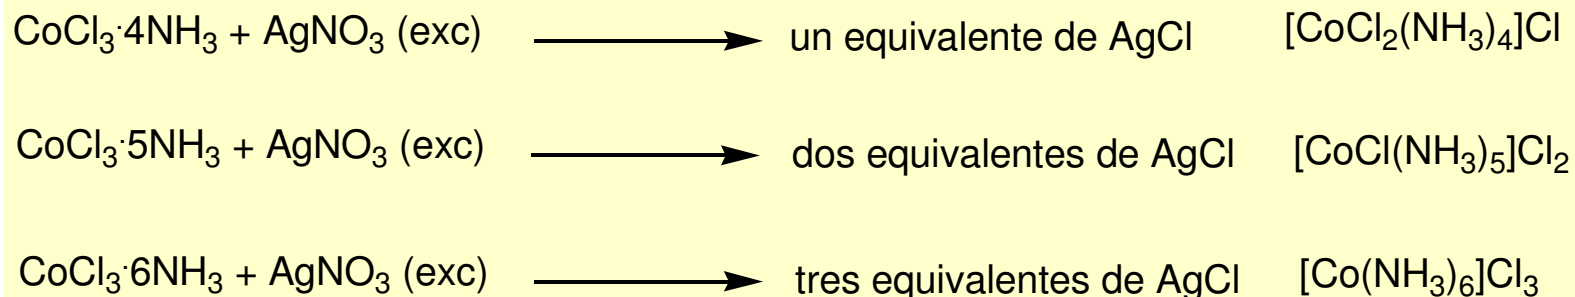 CoCl₃·4NH₃ + AgNO₃ (exc) un equivalente de AgCl [CoCl₂(NH₃)₄]Cl
CoCl₃·5NH₃ + AgNO₃ (exc) dos equivalentes de AgCl [CoCl(NH₃)₅]Cl₂
CoCl₃·6NH₃ + AgNO₃ (exc) tres equivalentes de AgCl [Co(NH₃)₆]Cl₃